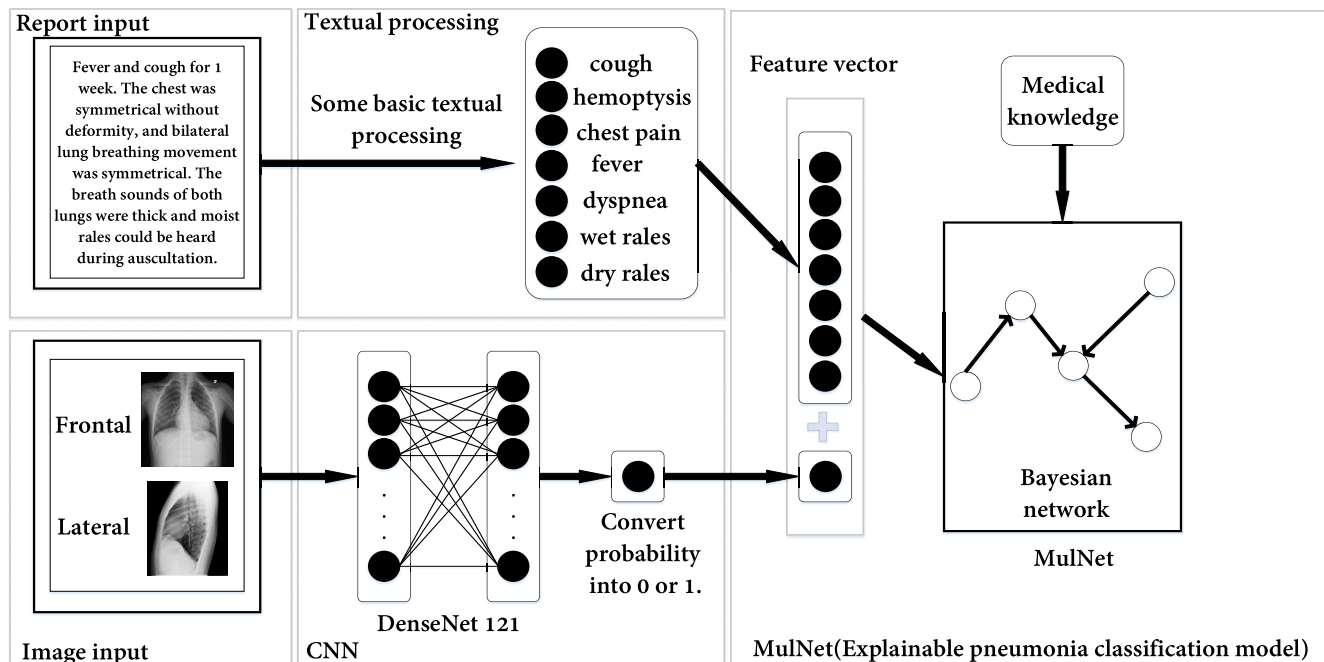 Report input
Fever and cough for 1
week. The chest was
symmetrical without
deformity, and bilateral
lung breathing movement
was symmetrical. The
breath sounds of both
lungs were thick and moist
rales could be heard
during auscultation.
Textual processing
Some basic textual
processing
cough
hemoptysis
chest pain
fever
dyspnea
wet rales
dry rales
Feature vector
Medical
knowledge
Bayesian
network
MulNet
Frontal
Lateral
Image input
DenseNet 121
CNN
Convert
probability
into 0 or 1.
MulNet(Explainable pneumonia classification model)